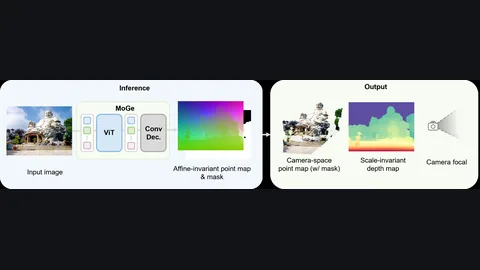 Inference
MoGe
ViT
Conv
Dec.
Input image
Affine-invariant point map
& mask
Output
Camera-space
point map (w/ mask)
Scale-invariant
depth map
Camera focal